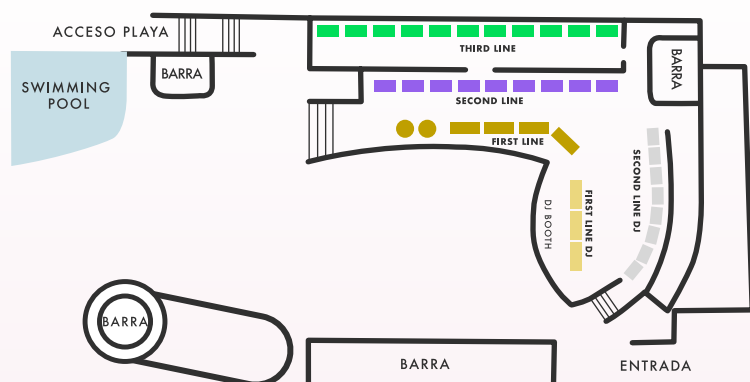 ACCESO PLAYA
THIRD LINE
BARRA
BARRA
SWIMMING
POOL
SECOND LINE
FIRST LINE
SECOND LINE DJ
FIRST LINE DJ
DJ BOOTH
BARRA
BARRA
ENTRADA